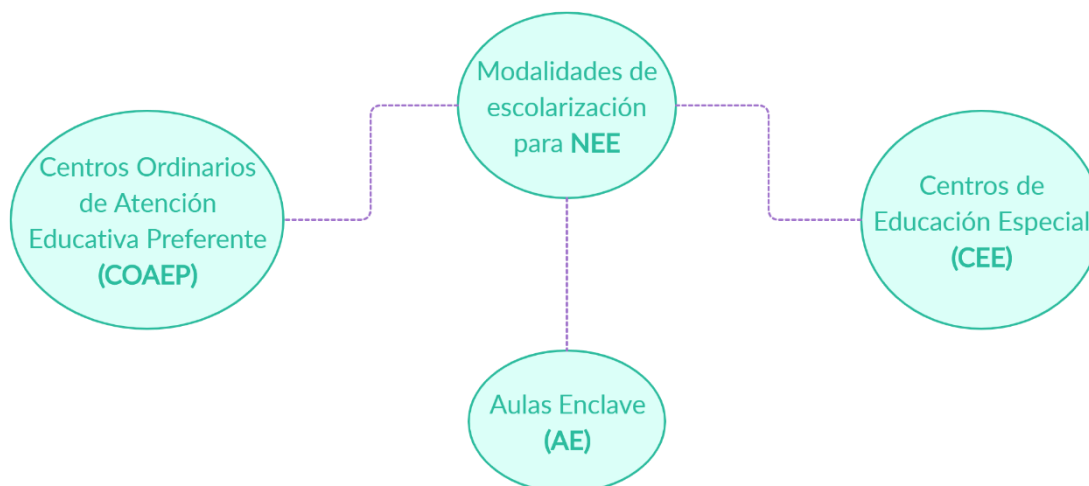 Modalidades de
escolarización
para NEE
Centros Ordinarios
de Atención
Educativa Preferente
(COAEP)
Centros de
Educación Especial
(CEE)
Aulas Enclave
(AE)